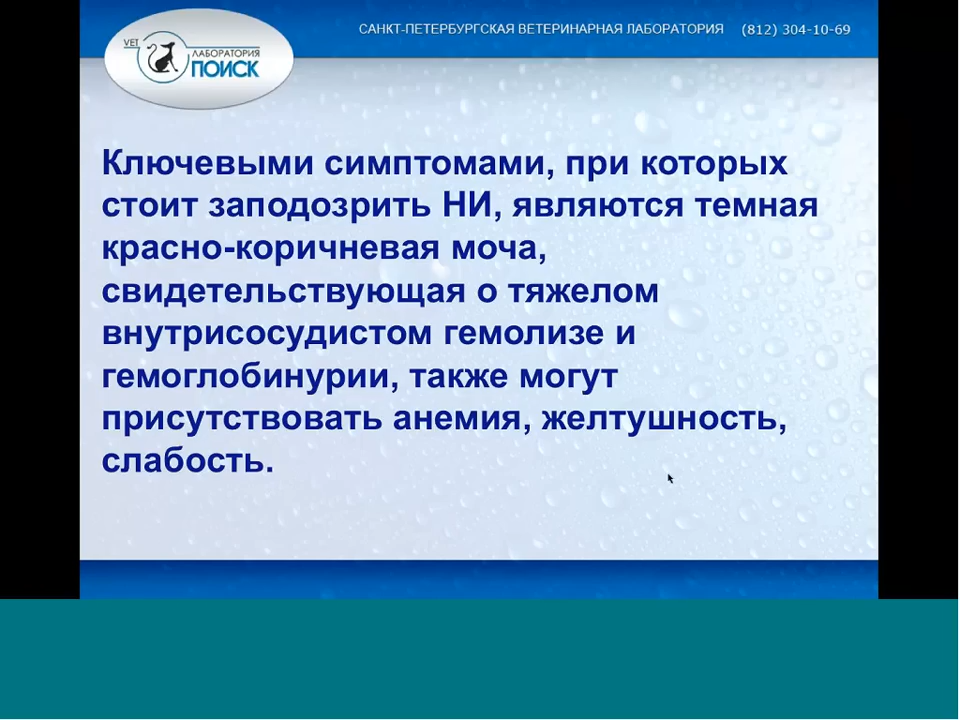 САНКТ-ПЕТЕРБУРГСКАЯ ВЕТЕРИНАРНАЯ ЛАБОРАТОРИЯ (812) 304-10-69
VET ЛАБОРАТОРИЯ
ПОИСК
Ключевыми симптомами, при которых
стоит заподозрить НИ, являются темная
красно-коричневая моча,
свидетельствующая о тяжелом
внутрисосудистом гемолизе и
гемоглобинурии, также могут
присутствовать анемия, желтушность,
слабость.